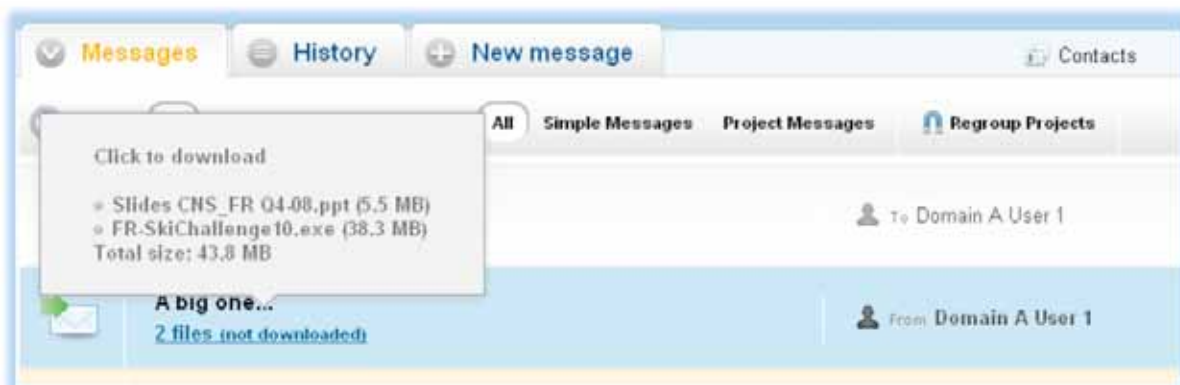 Messages
History
New message
Contacts
All
Simple Messages
Project Messages
Regroup Projects
Click to download
Slides CNS_FR Q4-08.ppt (5.5 MB)
FR-SkiChallenge10.exe (38.3 MB)
Total size: 43.8 MB
To Domain A User 1
A big one...
2 files (not downloaded)
From Domain A User 1